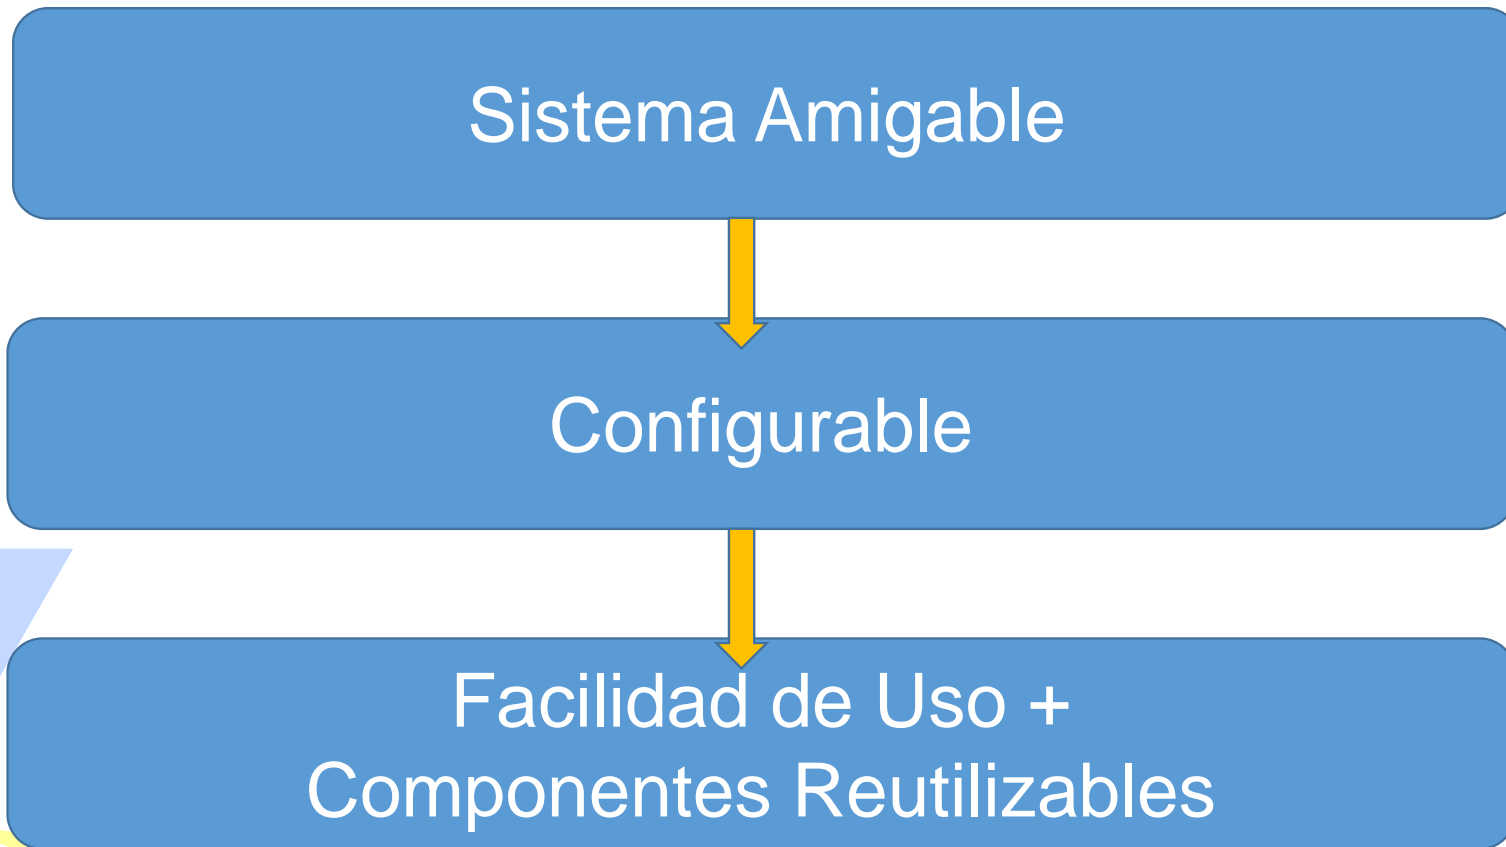 Sistema Amigable
Configurable
Facilidad de Uso +
Componentes Reutilizables